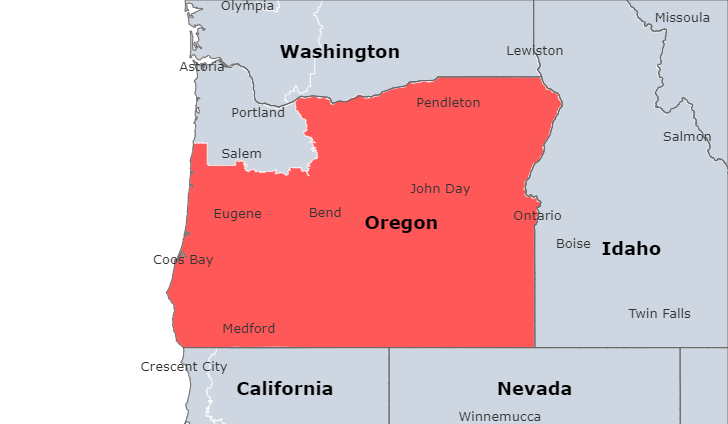 Olympia
Missoula
Washington
Lewiston
Astoria
Pendleton
Portland
Salmon
Salem
John Day
Eugene
Bend
Ontario
Oregon
Boise
Idaho
Coos Bay
Twin Falls
Medford
Crescent City
California
Nevada
Winnemucca